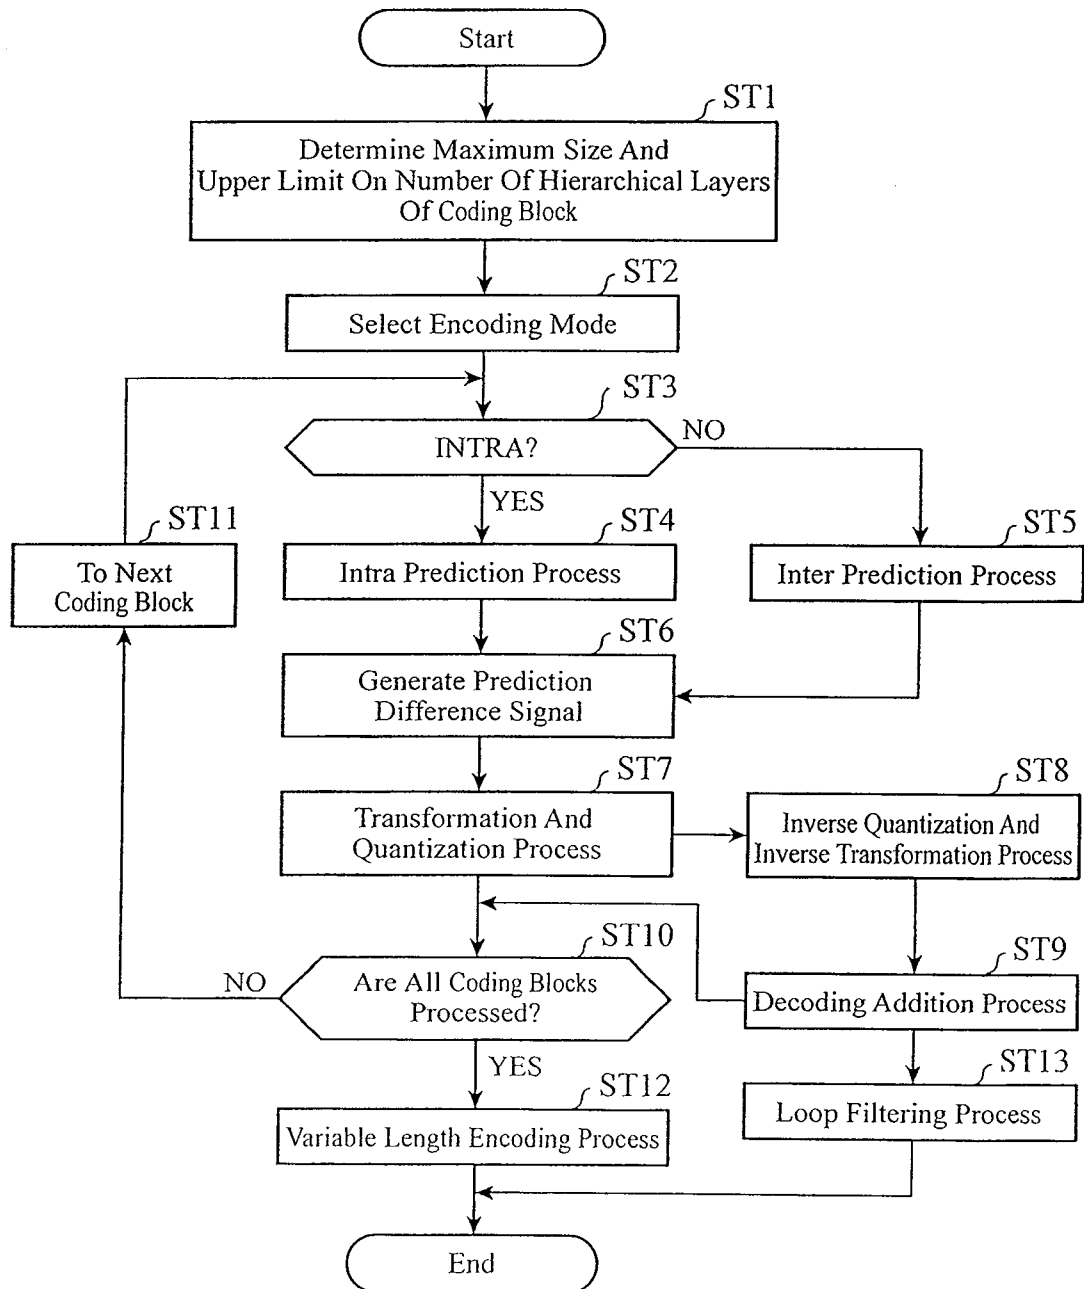 Start
ST1
Determine Maximum Size And
Upper Limit On Number Of Hierarchical Layers
Of Coding Block
ST2
Select Encoding Mode
ST3
INTRA?
NO
YES
ST11
To Next
Coding Block
ST4
Intra Prediction Process
ST5
Inter Prediction Process
ST6
Generate Prediction
Difference Signal
ST7
Transformation And
Quantization Process
ST8
Inverse Quantization And
Inverse Transformation Process
ST10
Are All Coding Blocks
Processed?
NO
YES
ST9
Decoding Addition Process
ST12
Variable Length Encoding Process
ST13
Loop Filtering Process
End